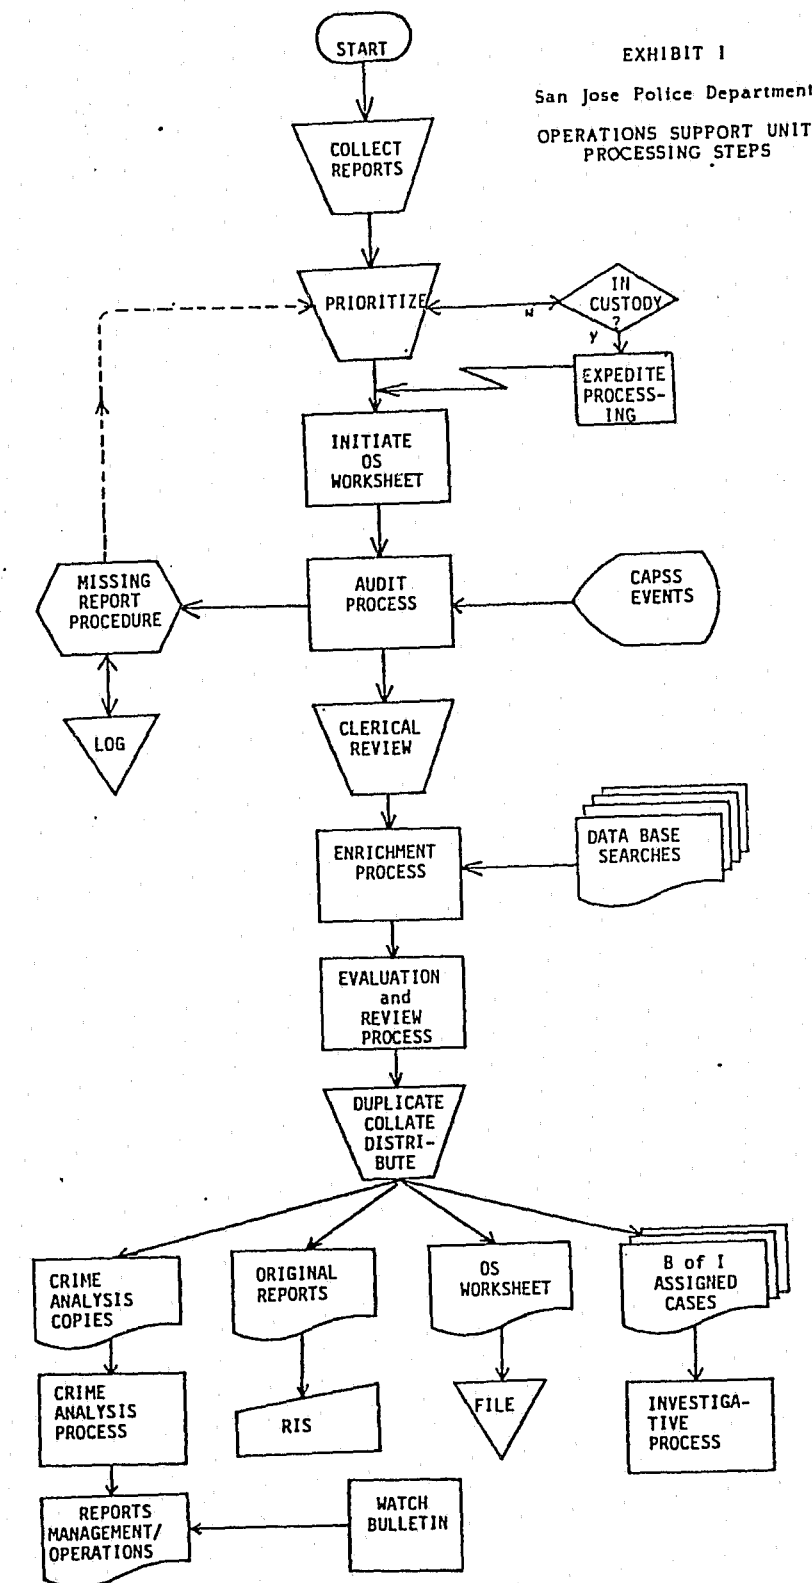 START
EXHIBIT I
San Jose Police Department
OPERATIONS SUPPORT UNIT
PROCESSING STEPS
COLLECT
REPORTS
PRIORITIZE
IN
CUSTODY
?
N
Y
EXPEDITE
PROCESS-
ING
INITIATE
OS
WORKSHEET
MISSING
REPORT
PROCEDURE
AUDIT
PROCESS
CAPSS
EVENTS
LOG
CLERICAL
REVIEW
ENRICHMENT
PROCESS
DATA BASE
SEARCHES
EVALUATION
and
REVIEW
PROCESS
DUPLICATE
COLLATE
DISTRI-
BUTE
CRIME
ANALYSIS
COPIES
ORIGINAL
REPORTS
OS
WORKSHEET
B of I
ASSIGNED
CASES
CRIME
ANALYSIS
PROCESS
RIS
FILE
INVESTIGA-
TIVE
PROCESS
REPORTS
MANAGEMENT/
OPERATIONS
WATCH
BULLETIN